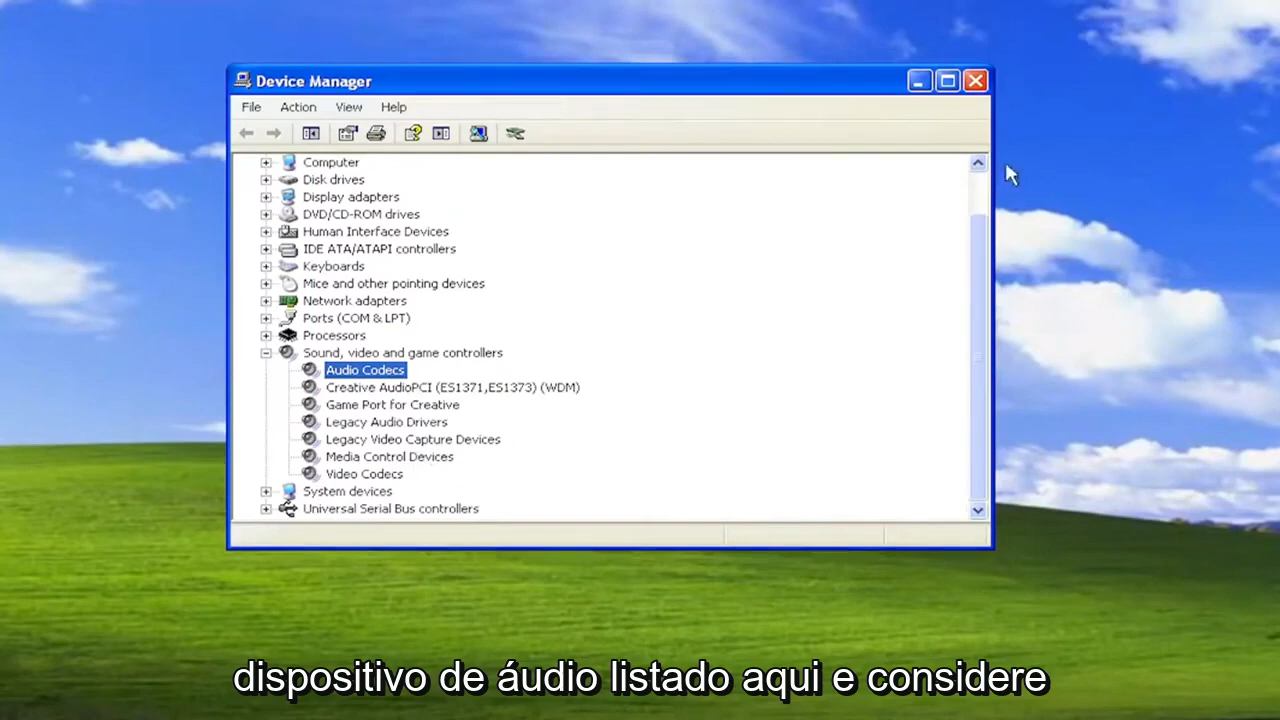 Device Manager
File Action View Help
Computer
Disk drives
Display adapters
DVD/CD-ROM drives
Human Interface Devices
IDE ATA/ATAPI controllers
Keyboards
Mice and other pointing devices
Network adapters
Ports (COM & LPT)
Processors
Sound, video and game controllers
Audio Codecs
Creative AudioPCI (ES1371,ES1373) (WDM)
Game Port for Creative
Legacy Audio Drivers
Legacy Video Capture Devices
Media Control Devices
Video Codecs
System devices
Universal Serial Bus controllers
dispositivo de áudio listado aqui e considere